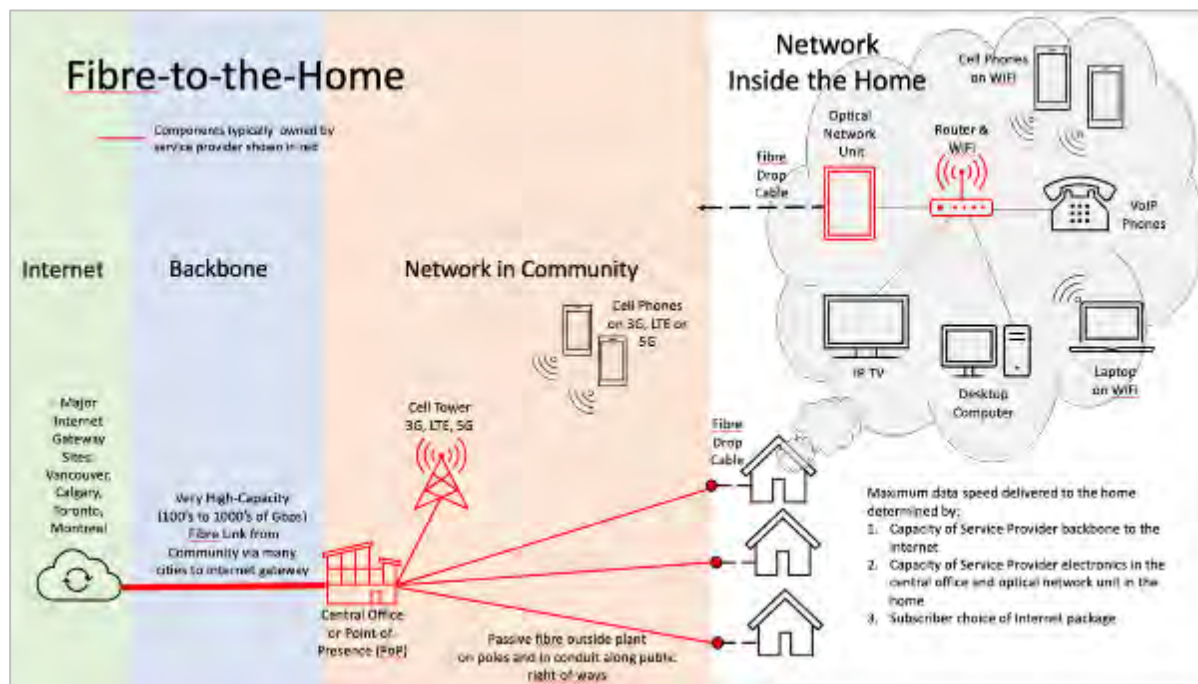 Fibre-to-the-Home
Components typically owned by
service provider shown in red
Internet
Backbone
Network in Community
Cell Phones
on 3G, LTE or
5G
Cell Tower
3G, LTE, 5G
Major
Internet
Gateway
Sites:
Vancouver,
Calgary,
Toronto,
Montreal
Very High-Capacity
(100's to 1000's of Gbps)
Fibre Link from
Community via many
cities to internet gateway
Central Office
or Point-of-
Presence (PoP)
Passive fibre outside plant
on poles and in conduit along public
right-of-ways
Network
Inside the Home
Cell Phones
on WiFi
Optical
Network
Unit
Router &
WiFi
Fibre
Drop
Cable
VoIP
Phones
IP TV
Desktop
Computer
Laptop
on WiFi
Fibre
Drop
Cable
Maximum data speed delivered to the home
determined by:
1. Capacity of Service Provider backbone to the
internet
2. Capacity of Service Provider electronics in the
central office and optical network unit in the
home
3. Subscriber choice of Internet package